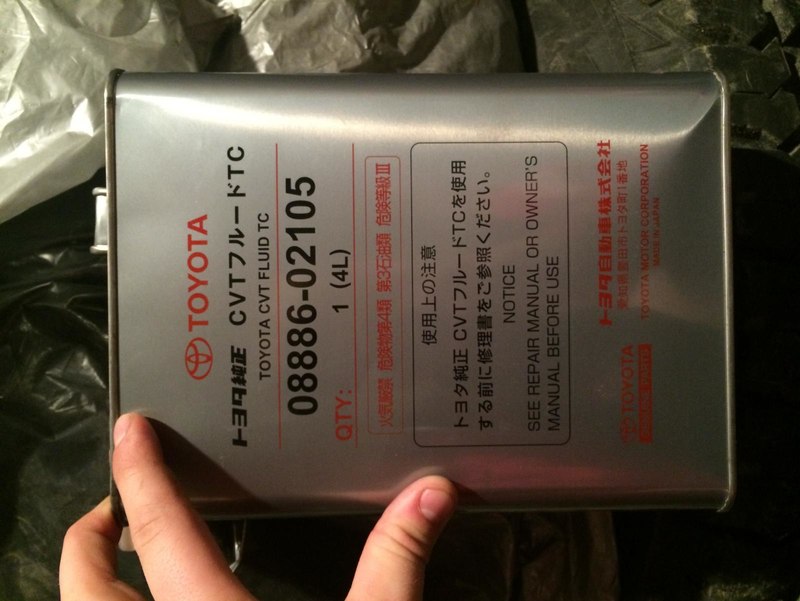 TOYOTA
トヨタ純正 CVTフルードTC
TOYOTA CVT FLUID TC
08886-02105
QTY: 1 (4L)
火気厳禁 危険物第4類 第3石油類 危険等級Ⅲ
使用上の注意
トヨタ純正 CVTフルードTCを使用
する前に修理書をご参照ください。
NOTICE
SEE REPAIR MANUAL OR OWNER'S
MANUAL BEFORE USE
トヨタ自動車株式会社
愛知県豊田市トヨタ町1番地
TOYOTA MOTOR CORPORATION
MADE IN JAPAN
TOYOTA
GENUINE PARTS